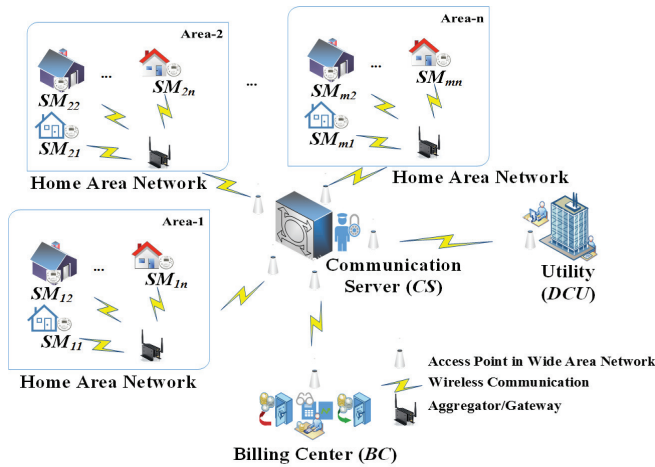 Area-2
...
SM22
SM2n
SM21
Home Area Network
...
Area-n
...
SMm2
SMmn
SMm1
Home Area Network
Area-1
...
SM12
SM1n
SM11
Home Area Network
Communication
Server (CS)
Utility
(DCU)
Access Point in Wide Area Network
Wireless Communication
Aggregator/Gateway
Billing Center (BC)